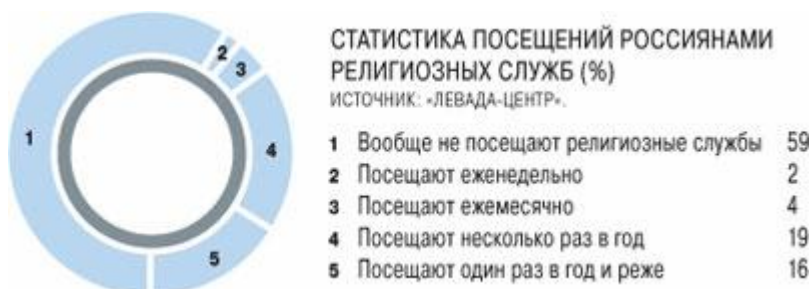 СТАТИСТИКА ПОСЕЩЕНИЙ РОССИЯНАМИ
РЕЛИГИОЗНЫХ СЛУЖБ (%)
ИСТОЧНИК: «ЛЕВАДА-ЦЕНТР».
1 Вообще не посещают религиозные службы 59
2 Посещают еженедельно 2
3 Посещают ежемесячно 4
4 Посещают несколько раз в год 19
5 Посещают один раз в год и реже 16
1
2
3
4
5